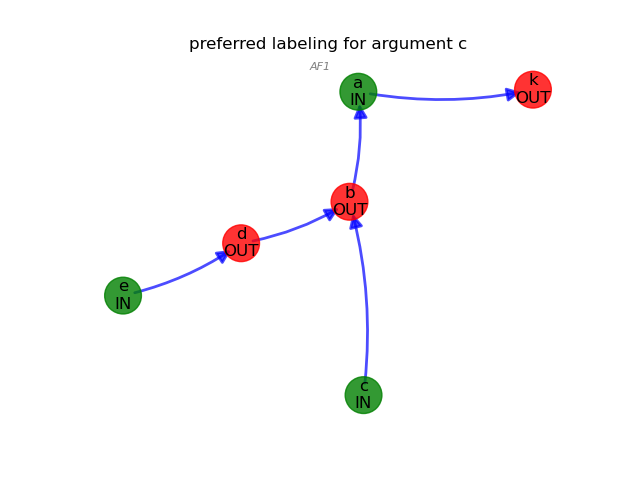 preferred labeling for argument c
AF1
a
IN
k
OUT
b
OUT
d
OUT
e
IN
c
IN